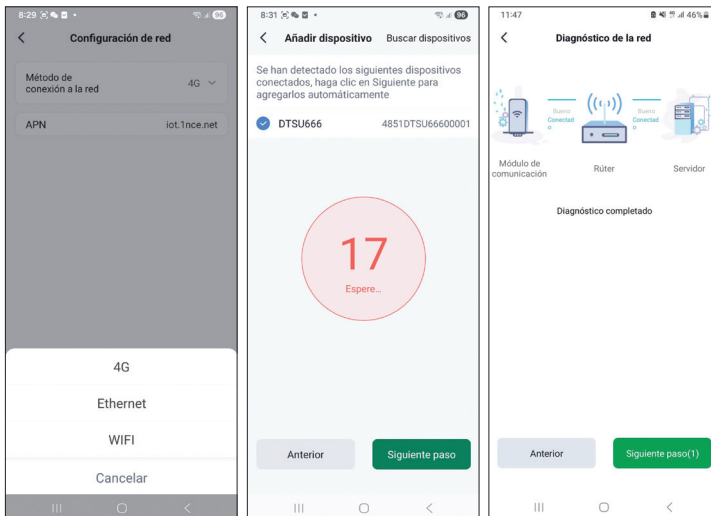 8:29
96
Configuración de red
Método de
conexión a la red
4G
APN
iot.1nce.net
4G
Ethernet
WIFI
Cancelar
8:31
96
Añadir dispositivo
Buscar dispositivos
Se han detectado los siguientes dispositivos
conectados, haga clic en Siguiente para
agregarlos automáticamente
DTSU666
4851DTSU66600001
17
Espere...
Anterior
Siguiente paso
11:47
46%
Diagnóstico de la red
Bueno
Conectad
o
Bueno
Conectad
o
Módulo de
comunicación
Rúter
Servidor
Diagnóstico completado
Anterior
Siguiente paso(1)